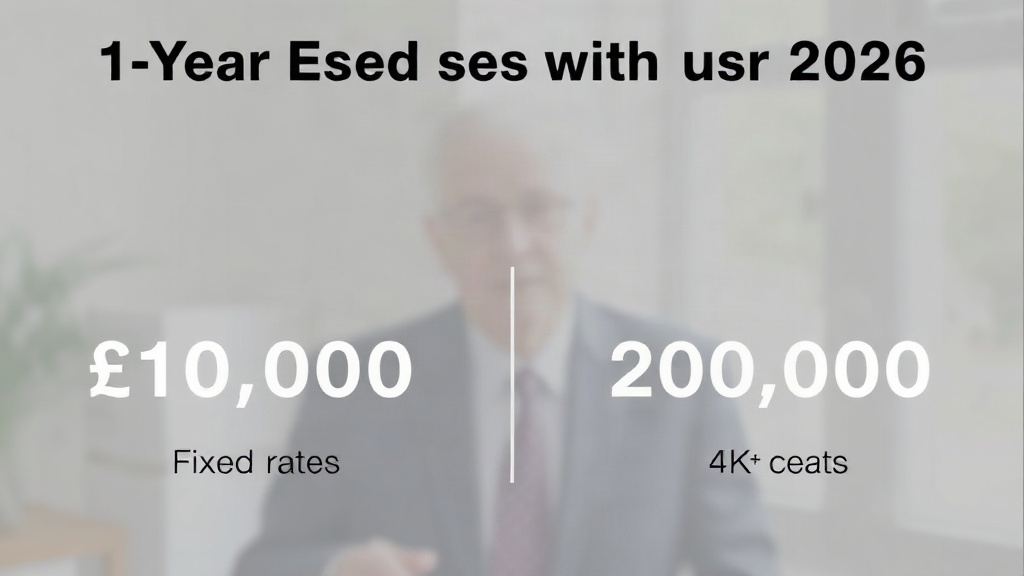 1-Year Esed ses with usr 2026
£10,000
200,000
Fixed rates
4K+ ceats